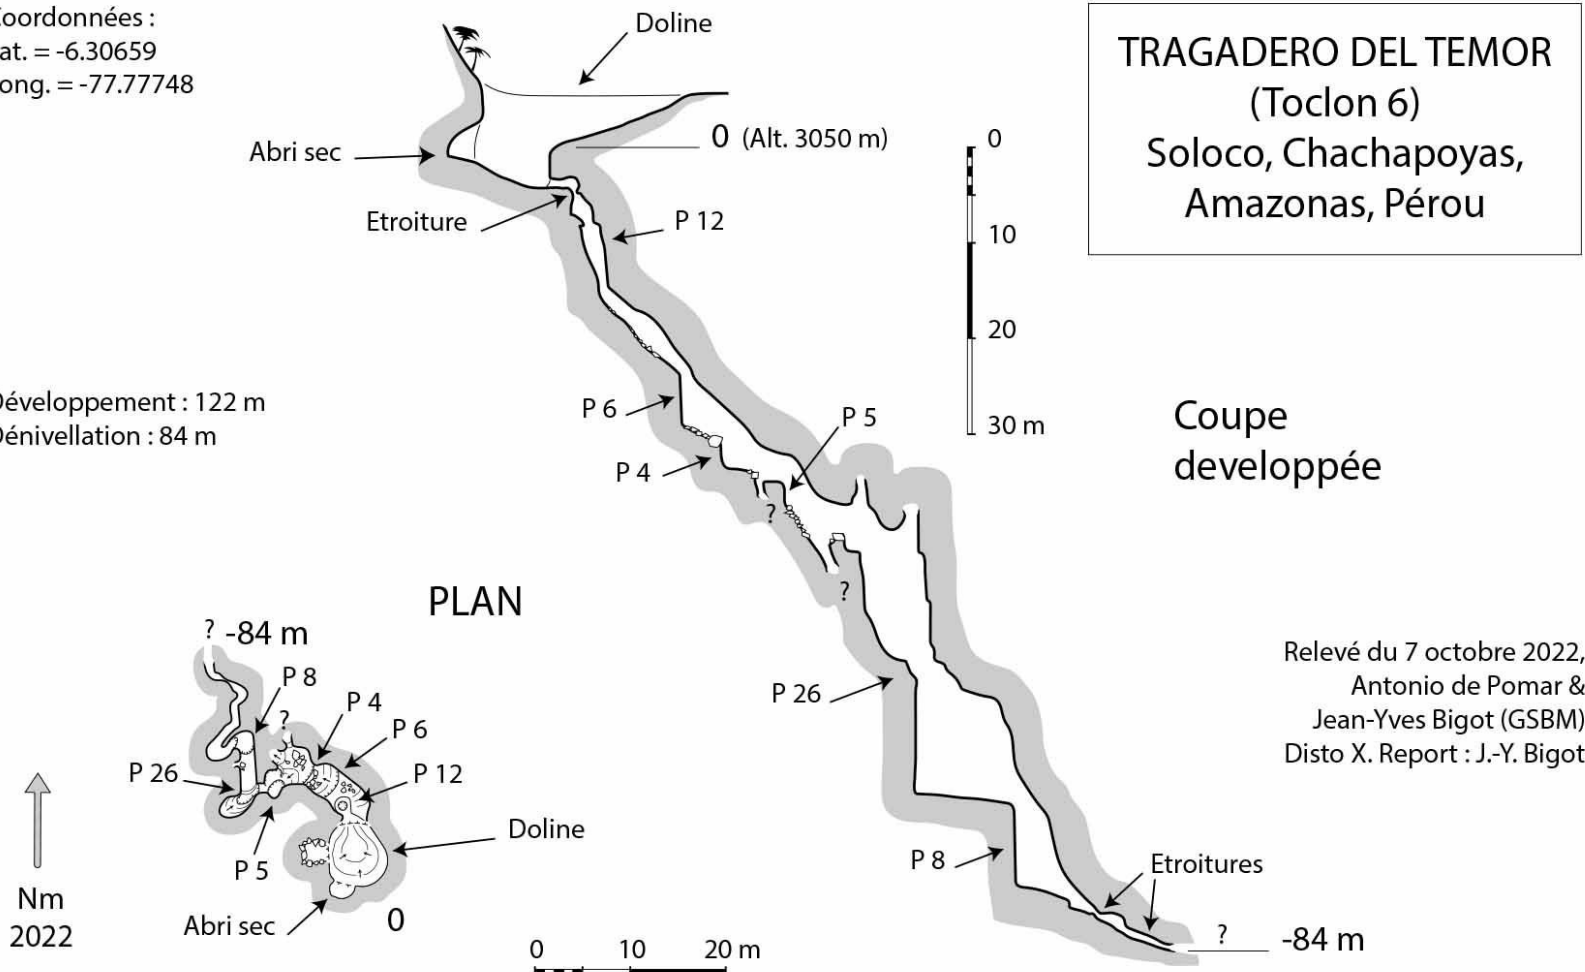 Coordonnées :
Lat. = -6.30659
Long. = -77.77748
Doline
TRAGADERO DEL TEMOR
(Toclon 6)
Soloco, Chachapoyas,
Amazonas, Pérou
Abri sec
0 (Alt. 3050 m)
Etroiture
P 12
0
10
20
30 m
Développement : 122 m
Dénivellation : 84 m
P 6
P 5
P 4
?
?
Coupe
developpée
P 26
P 8
Etroitures
?
-84 m
Relevé du 7 octobre 2022,
Antonio de Pomar &
Jean-Yves Bigot (GSBM)
Disto X. Report : J.-Y. Bigot
PLAN
? -84 m
P 8
?
P 4
P 6
P 26
P 12
P 5
Doline
Abri sec
0
Nm
2022
0 10 20 m